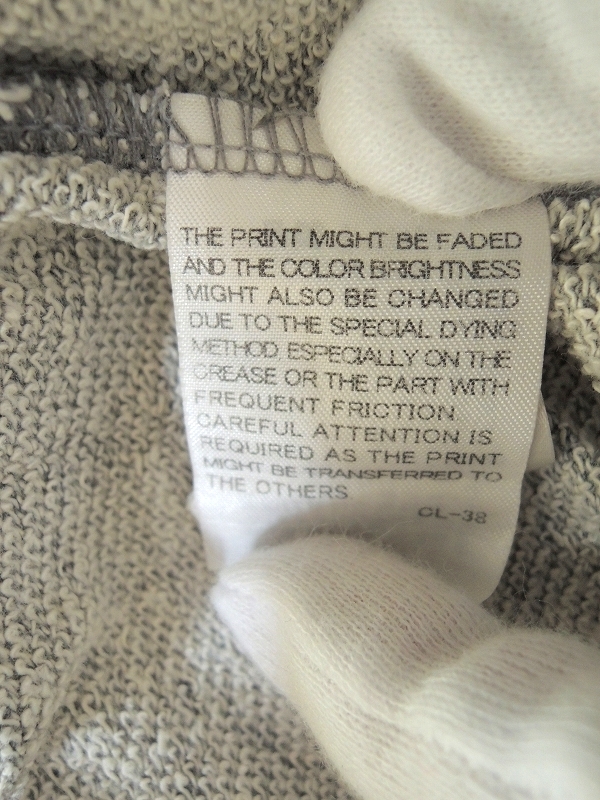 THE PRINT MIGHT BE FADED
AND THE COLOR BRIGHTNESS
MIGHT ALSO BE CHANGED
DUE TO THE SPECIAL DYING
METHOD ESPECIALLY ON THE
CREASE OR THE PART WITH
FREQUENT FRICTION.
CAREFUL ATTENTION IS
REQUIRED AS THE PRINT
MIGHT BE TRANSFERRED TO
THE OTHERS
CL-38